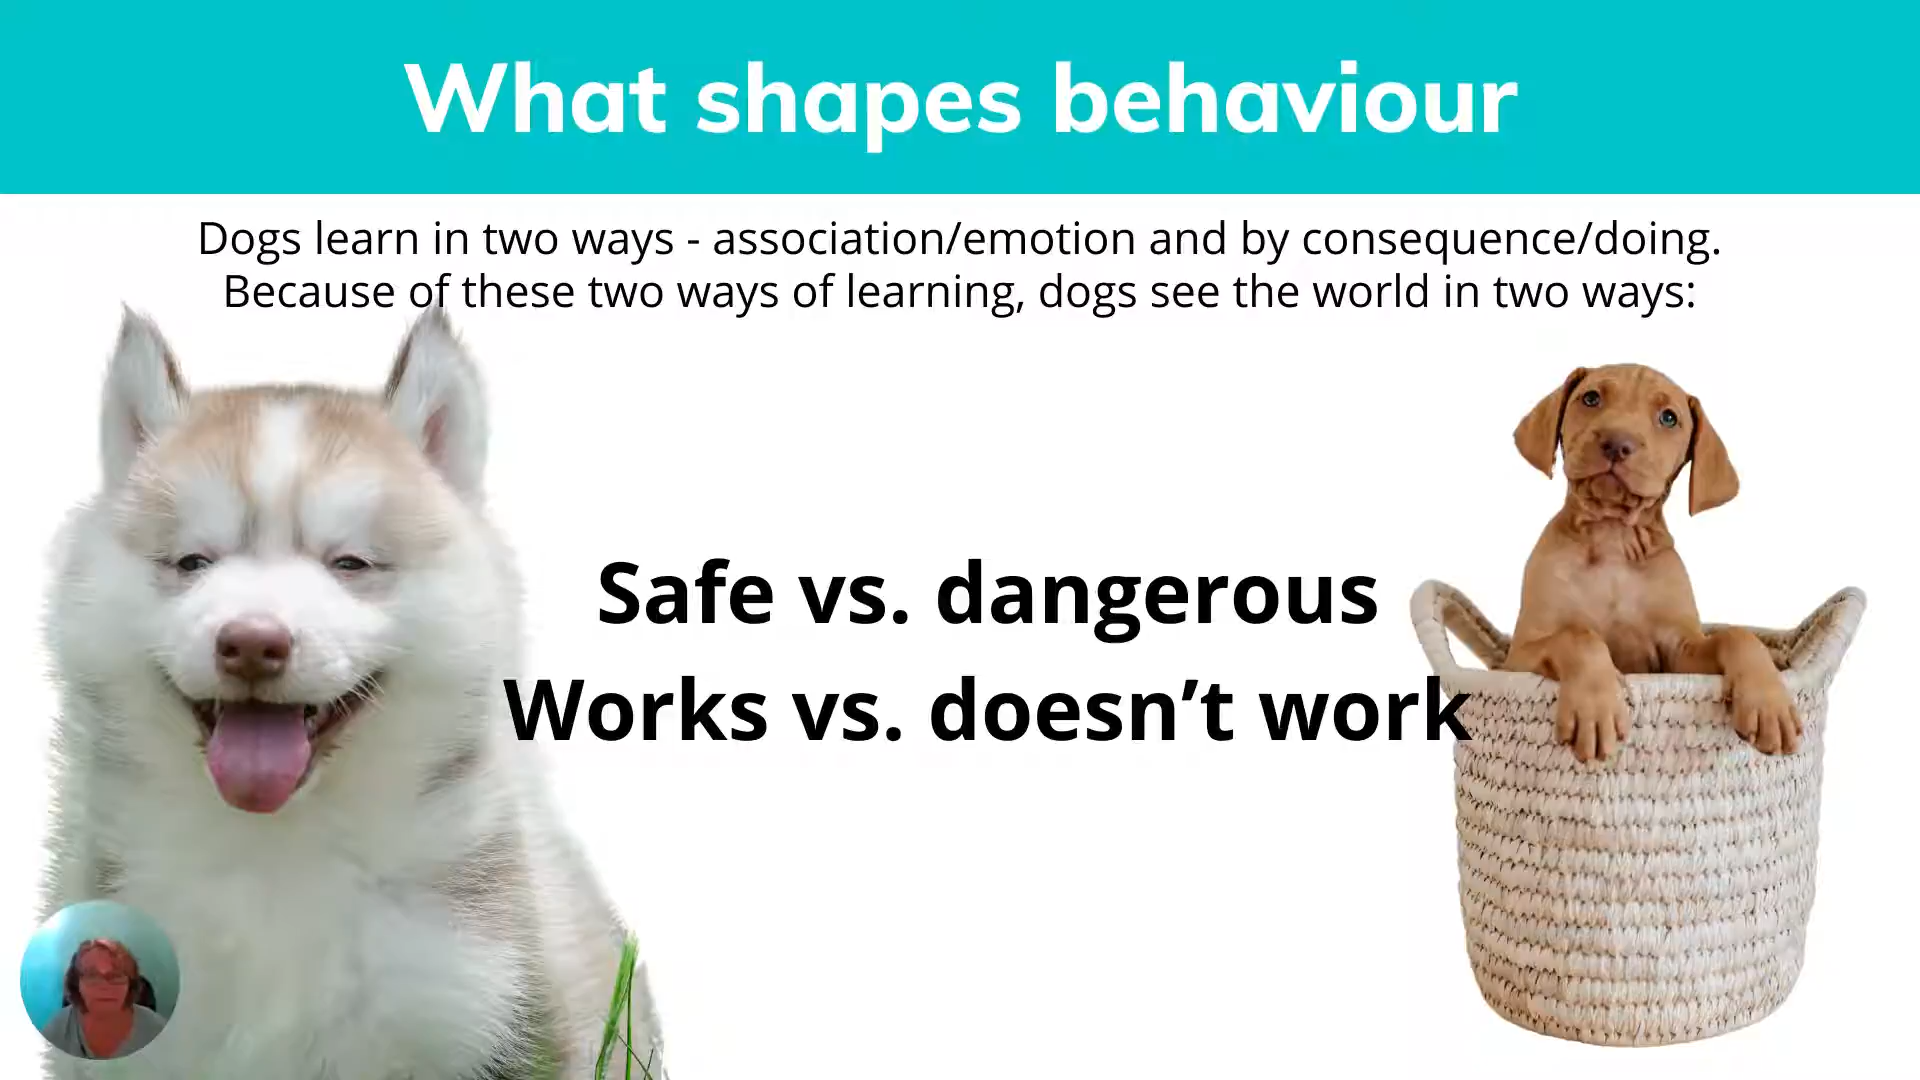 What shapes behaviour
Dogs learn in two ways - association/emotion and by consequence/doing.
Because of these two ways of learning, dogs see the world in two ways:
Safe vs. dangerous
Works vs. doesn’t work